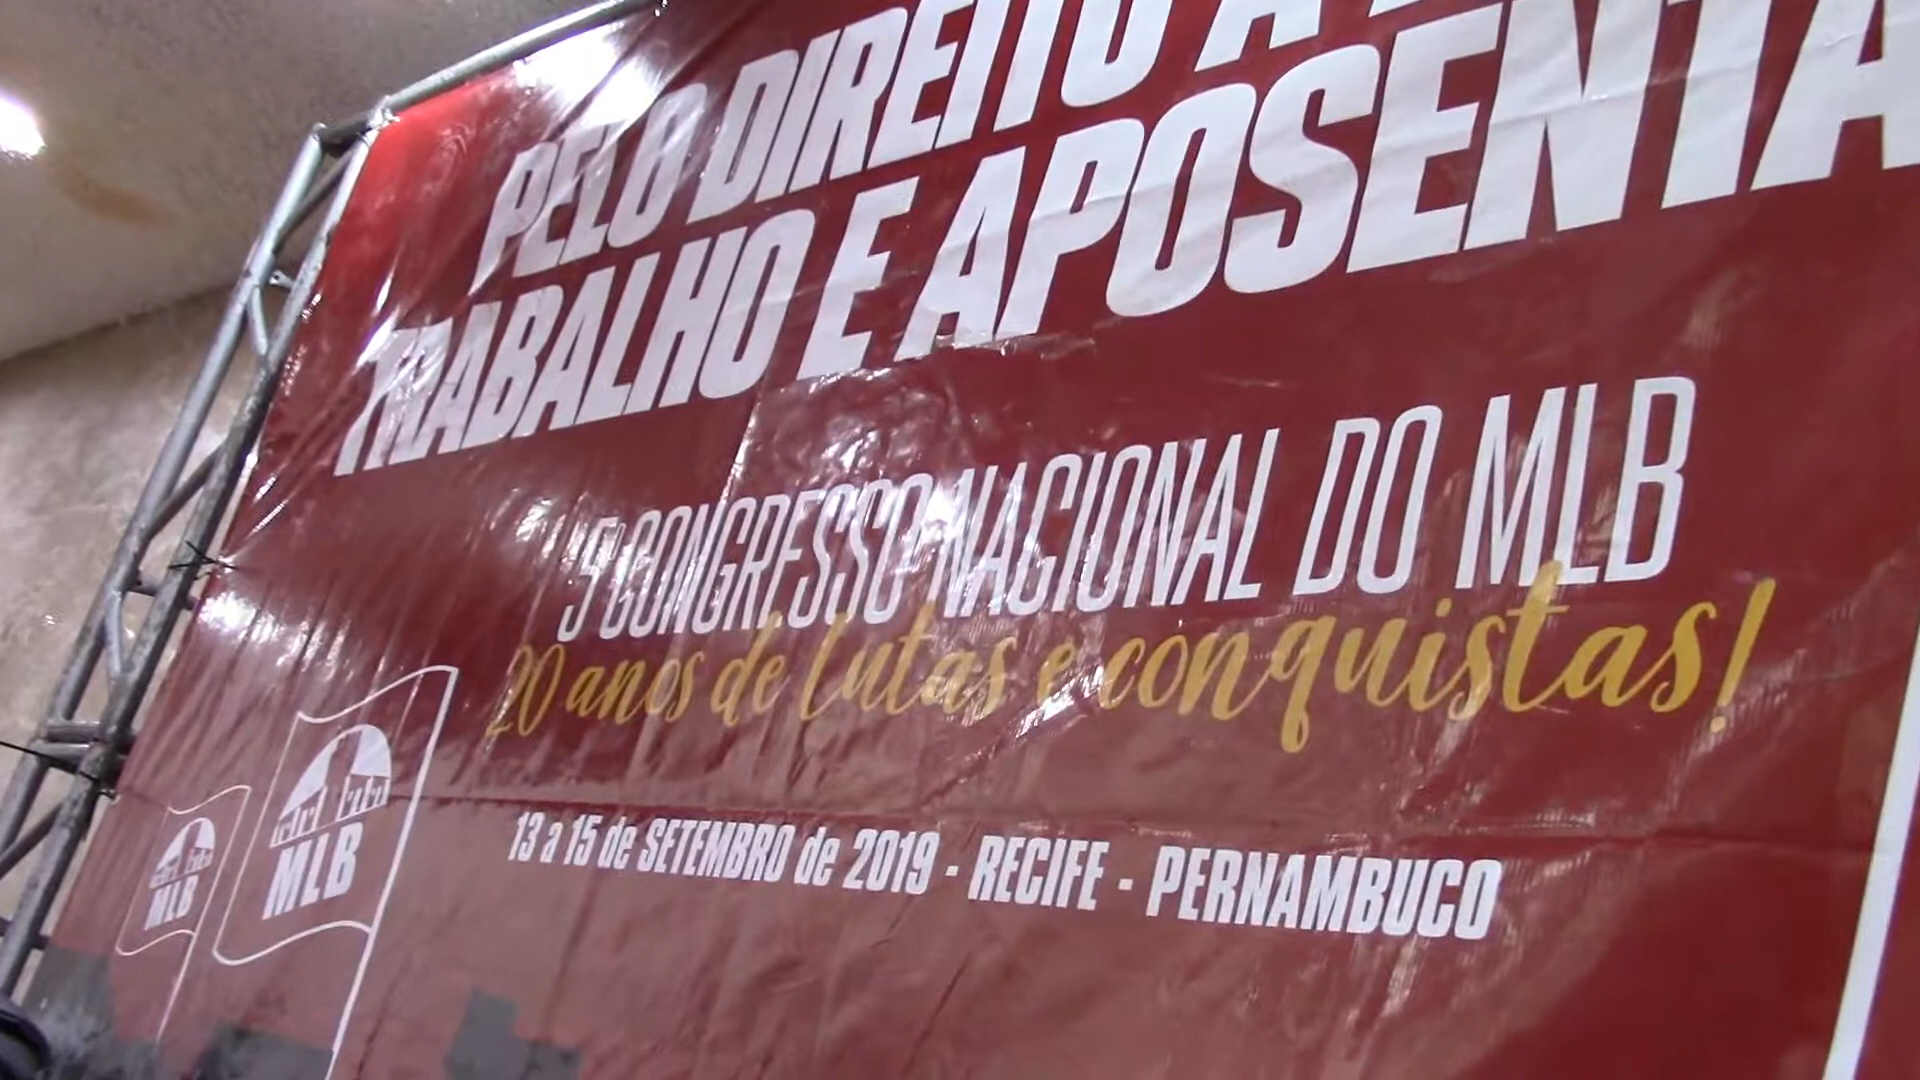 PELO DIREITO A
TRABALHO E APOSENTA
5º CONGRESSO NACIONAL DO MLB
20 anos de lutas e conquistas!
13 a 15 de SETEMBRO de 2019 - RECIFE - PERNAMBUCO
MLB
MLB